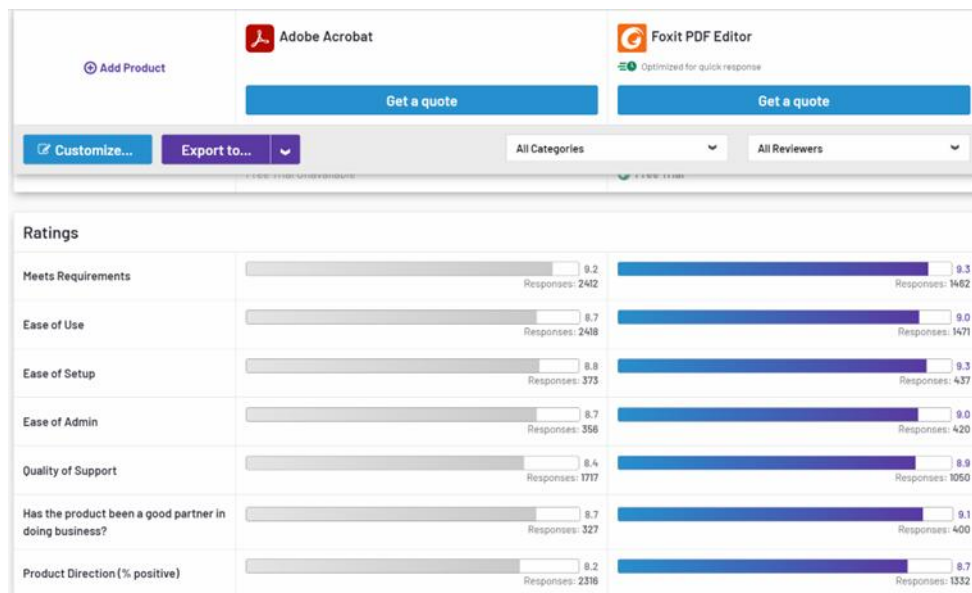 Adobe Acrobat
Foxit PDF Editor
Add Product
Optimized for quick response
Get a quote
Get a quote
Customize...
Export to...
All Categories
All Reviewers
Free Trial Unavailable
Free Trial
Ratings
Meets Requirements
9.2
Responses: 2412
9.3
Responses: 1462
Ease of Use
8.7
Responses: 2418
9.0
Responses: 1471
Ease of Setup
8.8
Responses: 373
9.3
Responses: 437
Ease of Admin
8.7
Responses: 356
9.0
Responses: 420
Quality of Support
8.4
Responses: 1717
8.9
Responses: 1050
Has the product been a good partner in
doing business?
8.7
Responses: 327
9.1
Responses: 400
Product Direction (% positive)
8.2
Responses: 2316
8.7
Responses: 1332